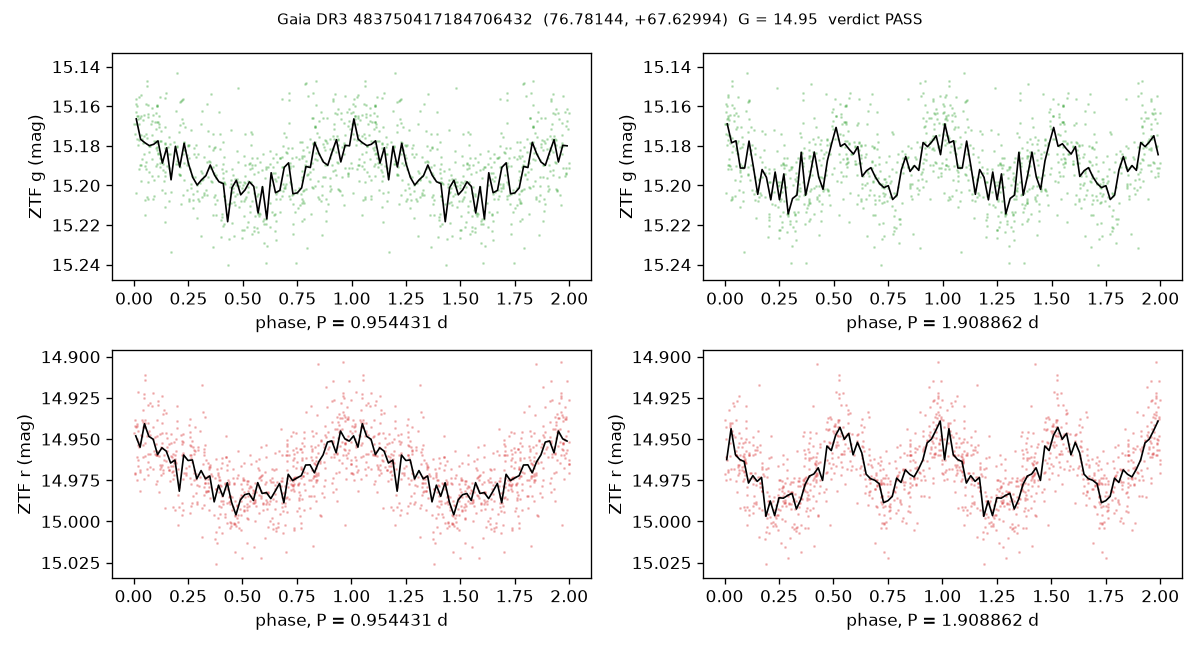 Gaia DR3 483750417184706432  (76.78144, +67.62994)  G = 14.95  verdict PASS
ZTF g (mag)
15.14
15.16
15.18
15.20
15.22
15.24
0.00 0.25 0.50 0.75 1.00 1.25 1.50 1.75 2.00
phase, P = 0.954431 d
ZTF g (mag)
15.14
15.16
15.18
15.20
15.22
15.24
0.00 0.25 0.50 0.75 1.00 1.25 1.50 1.75 2.00
phase, P = 1.908862 d
ZTF r (mag)
14.900
14.925
14.950
14.975
15.000
15.025
0.00 0.25 0.50 0.75 1.00 1.25 1.50 1.75 2.00
phase, P = 0.954431 d
ZTF r (mag)
14.900
14.925
14.950
14.975
15.000
15.025
0.00 0.25 0.50 0.75 1.00 1.25 1.50 1.75 2.00
phase, P = 1.908862 d